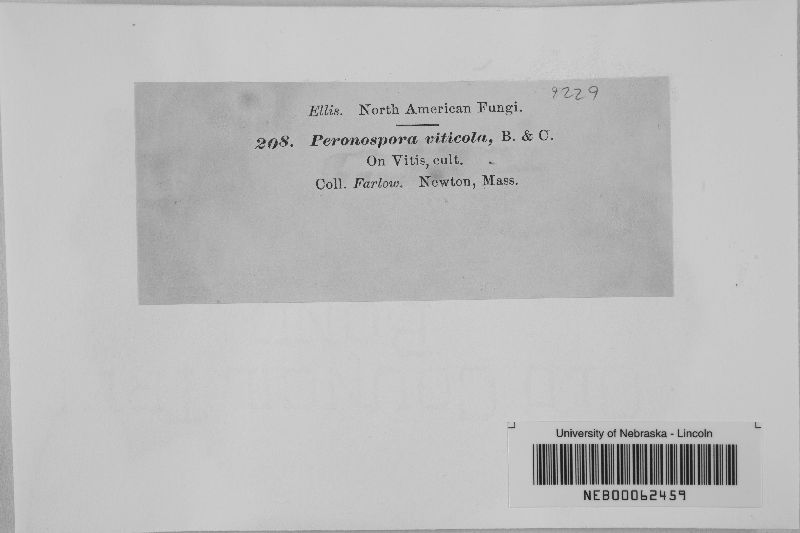 9229
Ellis. North American Fungi.
298. Peronospora viticola, B. & C.
On Vitis, cult.
Coll. Farlow. Newton, Mass.
University of Nebraska - Lincoln
NEB00062459